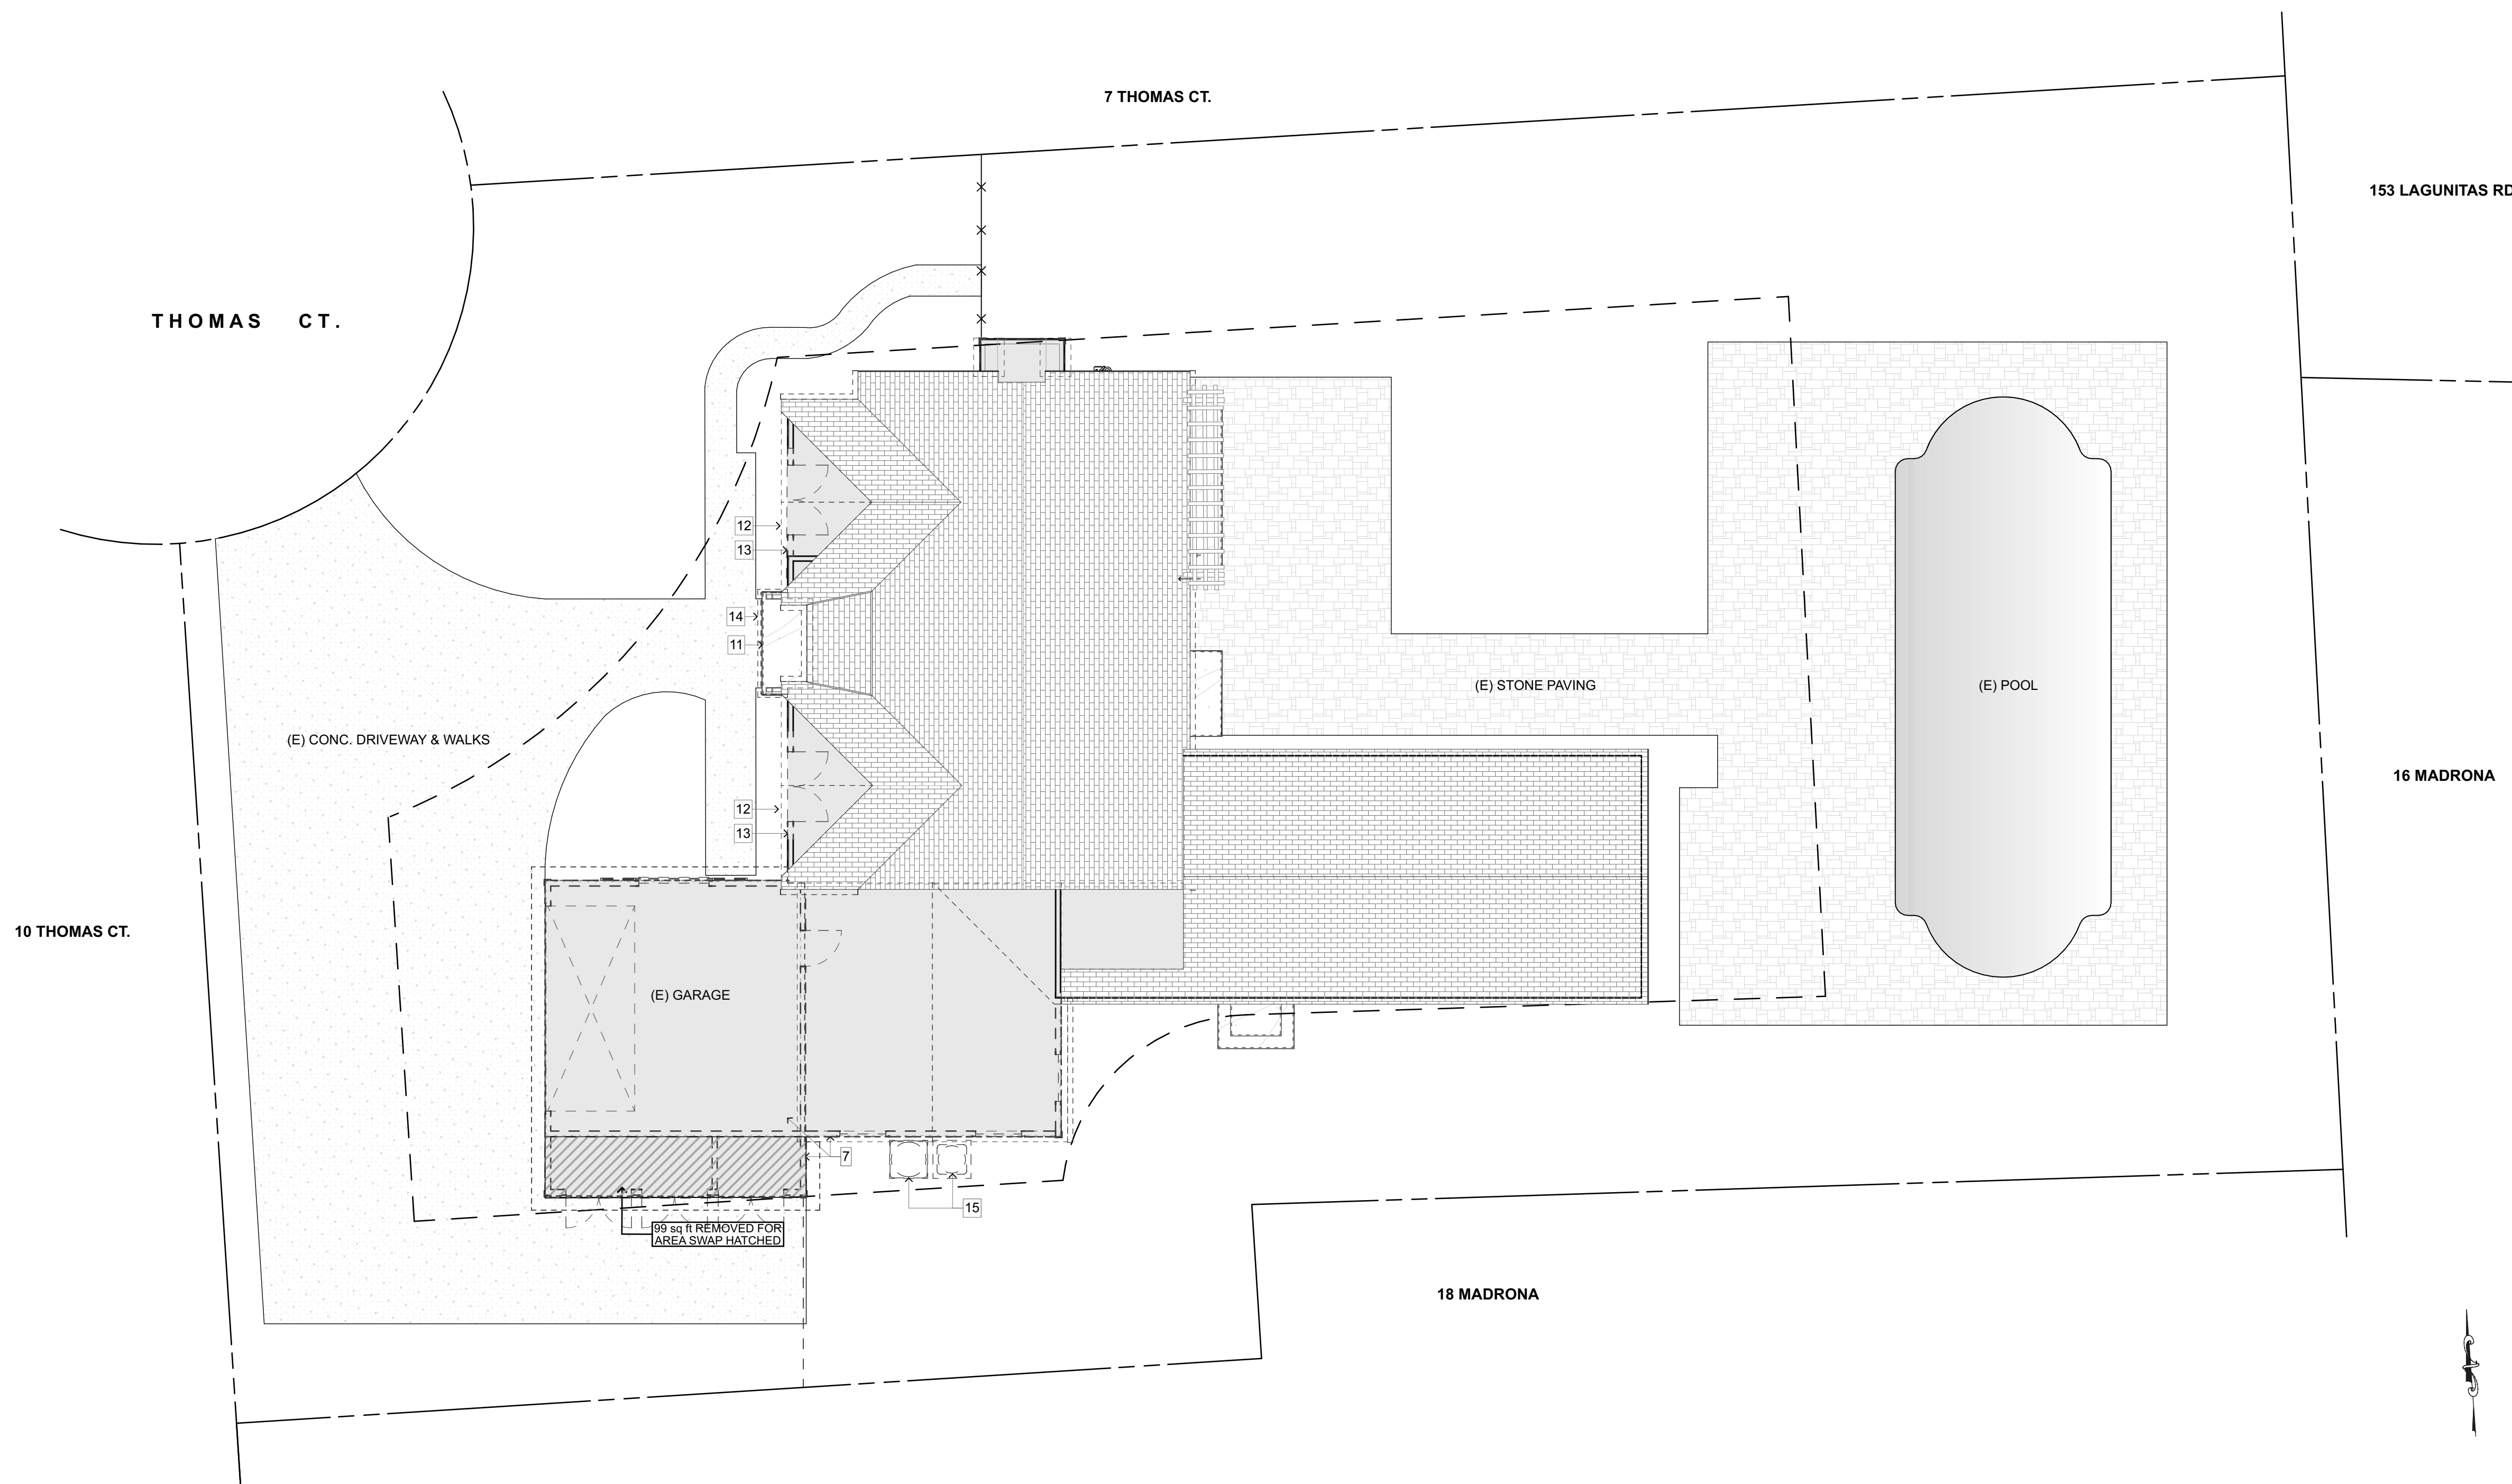 7 THOMAS CT.
153 LAGUNITAS RD
THOMAS CT.
12
13
14
11
(E) STONE PAVING
(E) POOL
(E) CONC. DRIVEWAY & WALKS
16 MADRONA
12
13
10 THOMAS CT.
(E) GARAGE
7
15
99 sq ft REMOVED FOR
AREA SWAP HATCHED
18 MADRONA